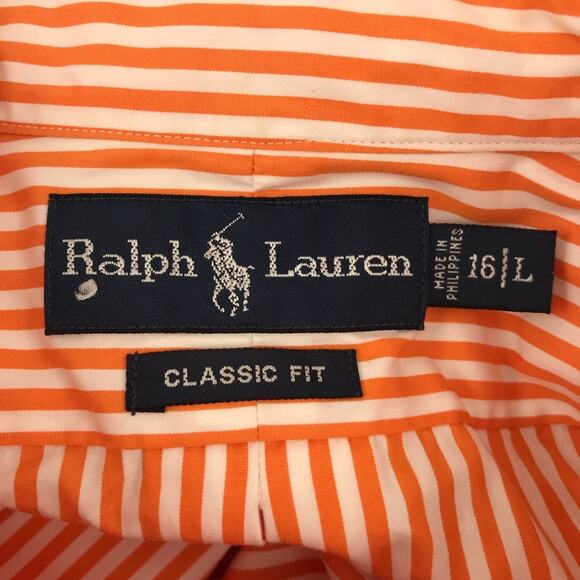 Ralph Lauren
MADE IN
PHILIPPINES
16 L
CLASSIC FIT